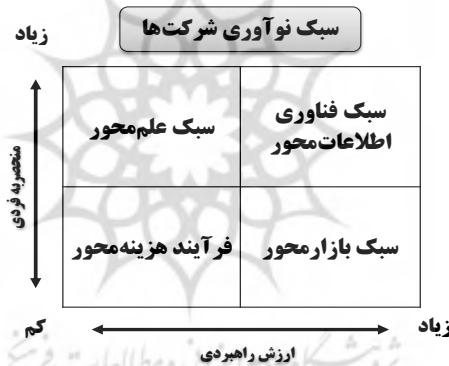 سبک نوآوری شرکت‌ها
زیاد
سبک فناوری
اطلاعات‌محور
سبک علم‌محور
منحصربه فردی
سبک بازارمحور
فرآیند هزینه‌محور
زیاد
کم
ارزش راهبردی